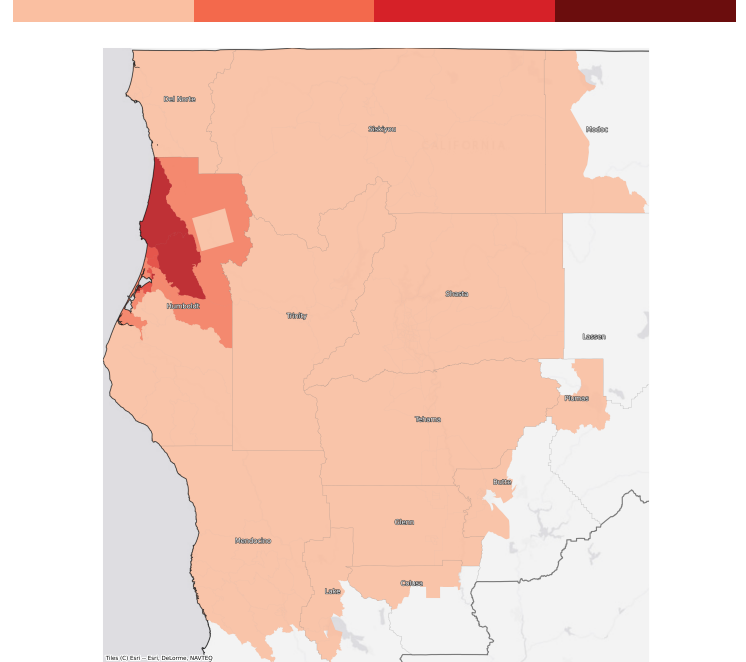 Del Norte
Siskiyou
Modoc
Shasta
Humboldt
Trinity
Lassen
Plumas
Tehama
Butte
Glenn
Mendocino
Colusa
Lake
Tiles (C) Esri -- Esri, DeLorme, NAVTEQ